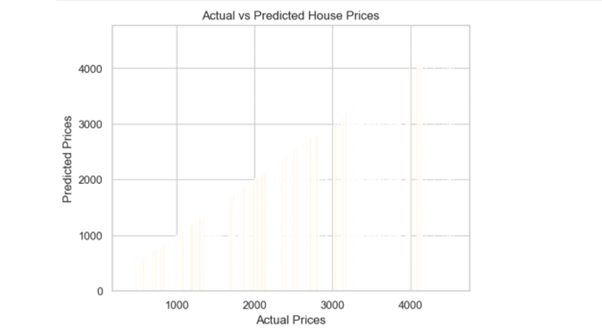 Actual vs Predicted House Prices
4000
3000
2000
1000
0
Predicted Prices
1000 2000 3000 4000
Actual Prices